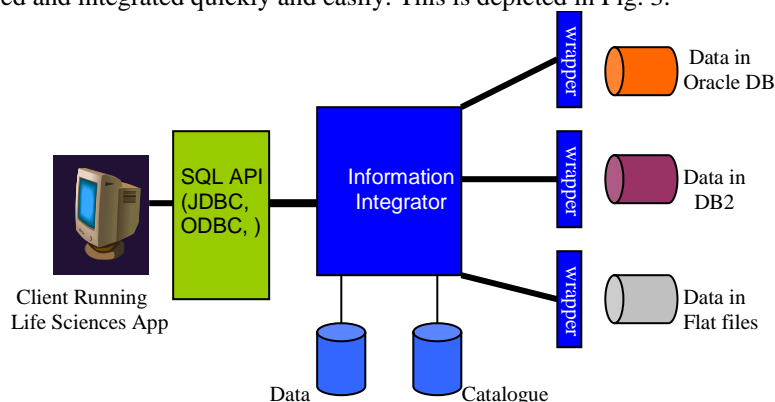 ed and integrated quickly and easily. This is depicted in Fig. 3.
wrapper
Data in
Oracle DB
SQL API
(JDBC,
ODBC, )
Information
Integrator
wrapper
Data in
DB2
Client Running
Life Sciences App
wrapper
Data in
Flat files
Data
Catalogue